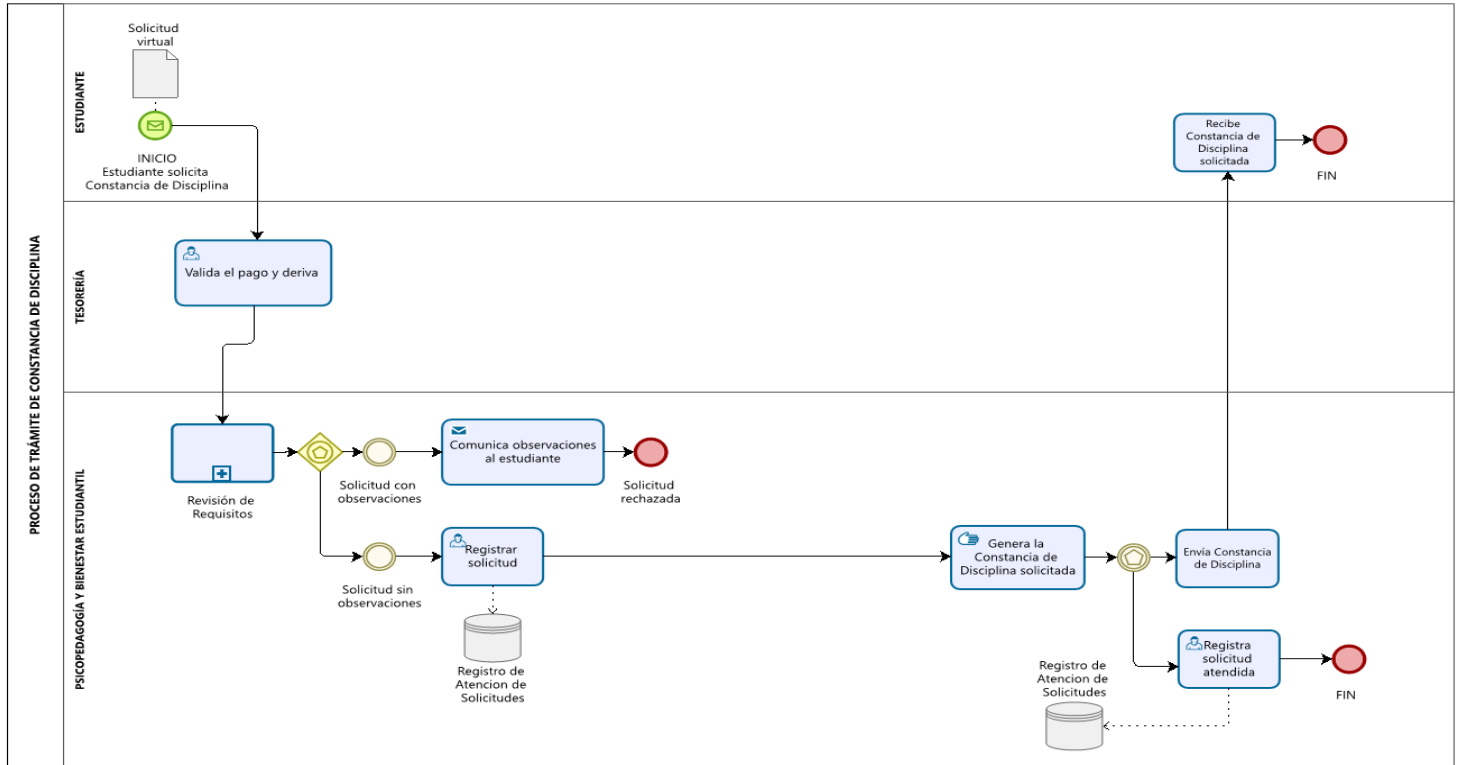 PROCESO DE TRÁMITE DE CONSTANCIA DE DISCIPLINA
ESTUDIANTE
Solicitud
virtual
INICIO
Estudiante solicita
Constancia de Disciplina
Recibe
Constancia de
Disciplina
solicitada
FIN
TESORERÍA
Valida el pago y deriva
PSICOPEDAGOGÍA Y BIENESTAR ESTUDIANTIL
Revisión de
Requisitos
Solicitud con
observaciones
Comunica observaciones
al estudiante
Solicitud
rechazada
Solicitud sin
observaciones
Registrar
solicitud
Registro de
Atencion de
Solicitudes
Genera la
Constancia de
Disciplina solicitada
Envía Constancia
de Disciplina
Registra
solicitud
atendida
FIN
Registro de
Atencion de
Solicitudes